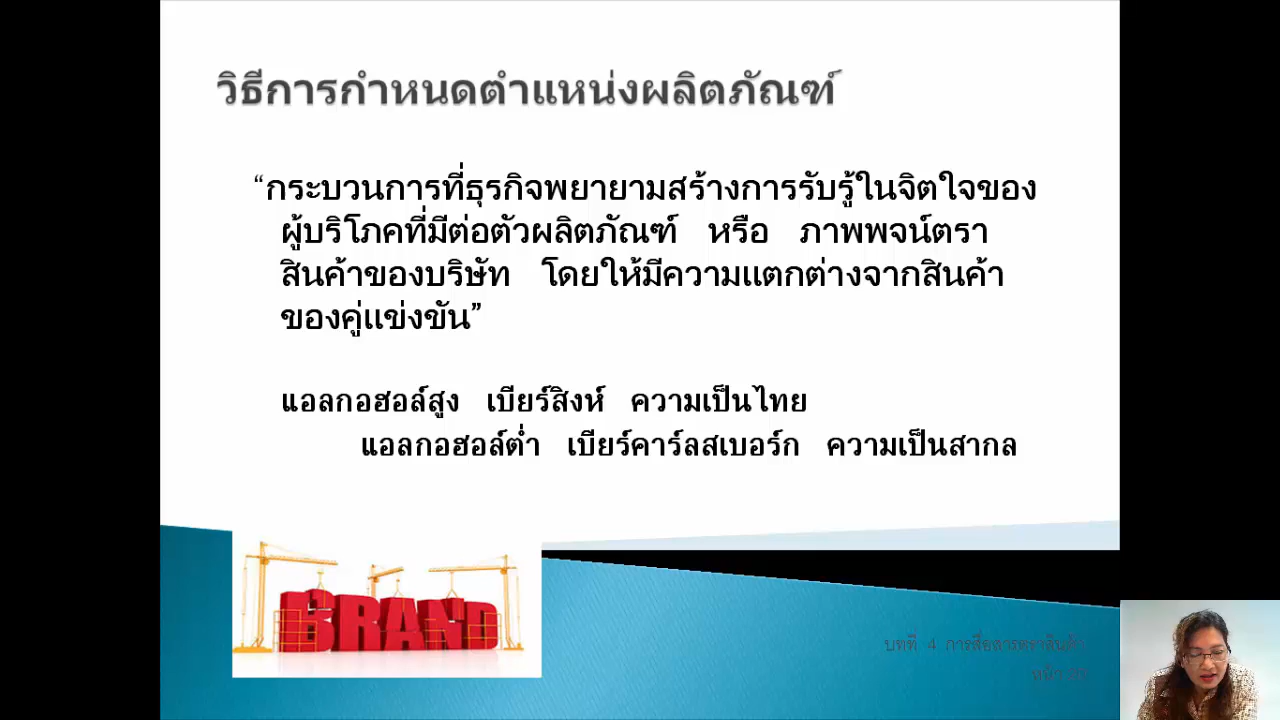 วิธีการกำหนดตำแหน่งผลิตภัณฑ์
“กระบวนการที่ธุรกิจพยายามสร้างการรับรู้ในจิตใจของ
ผู้บริโภคที่มีต่อตัวผลิตภัณฑ์ หรือ ภาพพจน์ตรา
สินค้าของบริษัท โดยให้มีความแตกต่างจากสินค้า
ของคู่แข่งขัน”
แอลกอฮอล์สูง เบียร์สิงห์ ความเป็นไทย
แอลกอฮอล์ต่ำ เบียร์คาร์ลสเบอร์ก ความเป็นสากล
BRAND
บทที่ 4 การสื่อสารตราสินค้า
หน้า